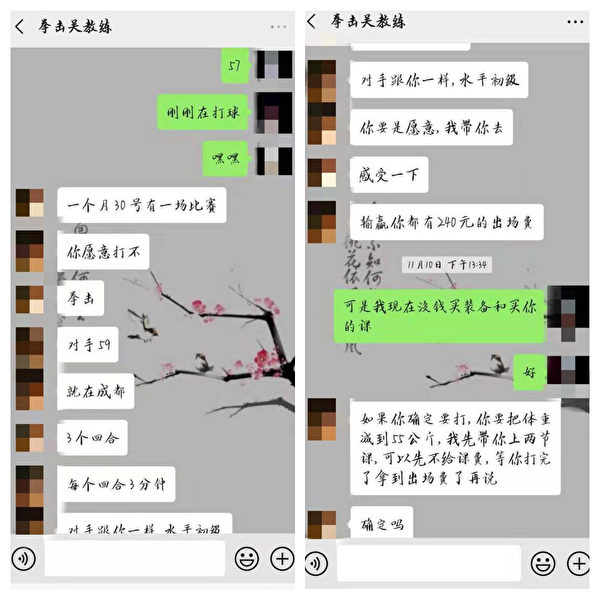 拳击吴教练
57
刚刚在打球
嘿嘿
一个月30号有一场比赛
你愿意打不
拳击
对手59
就在成都
3个回合
每个回合3分钟
对手跟你一样,水平初级
拳击吴教练
对手跟你一样,水平初级
你要是愿意,我带你去
感受一下
输赢你都有240元的出场费
11月10日 下午13:34
可是我现在没钱买装备和买你
的课
好
如果你确定要打,你要把体重
减到55公斤,我先带你上两节
课,可以先不给课费,等你打完
了拿到出场费了再说
确定吗